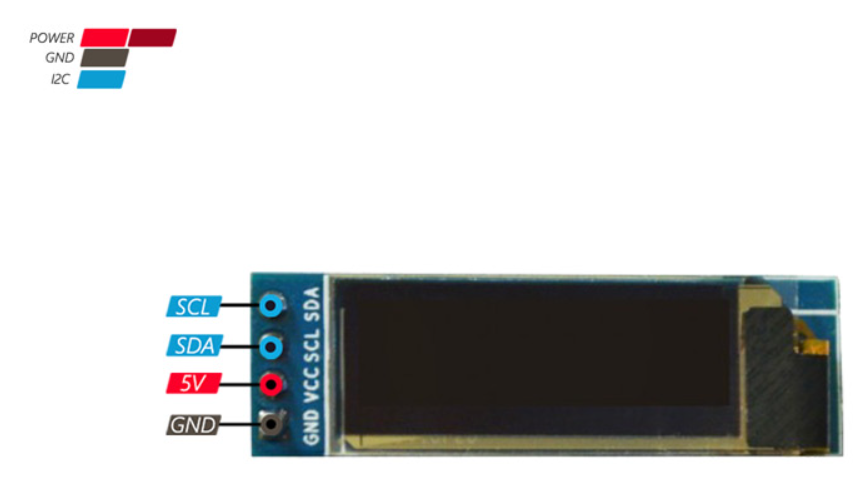 POWER
GND
I2C
SCL
SDA
5V
GND
GND VCC SCL SDA